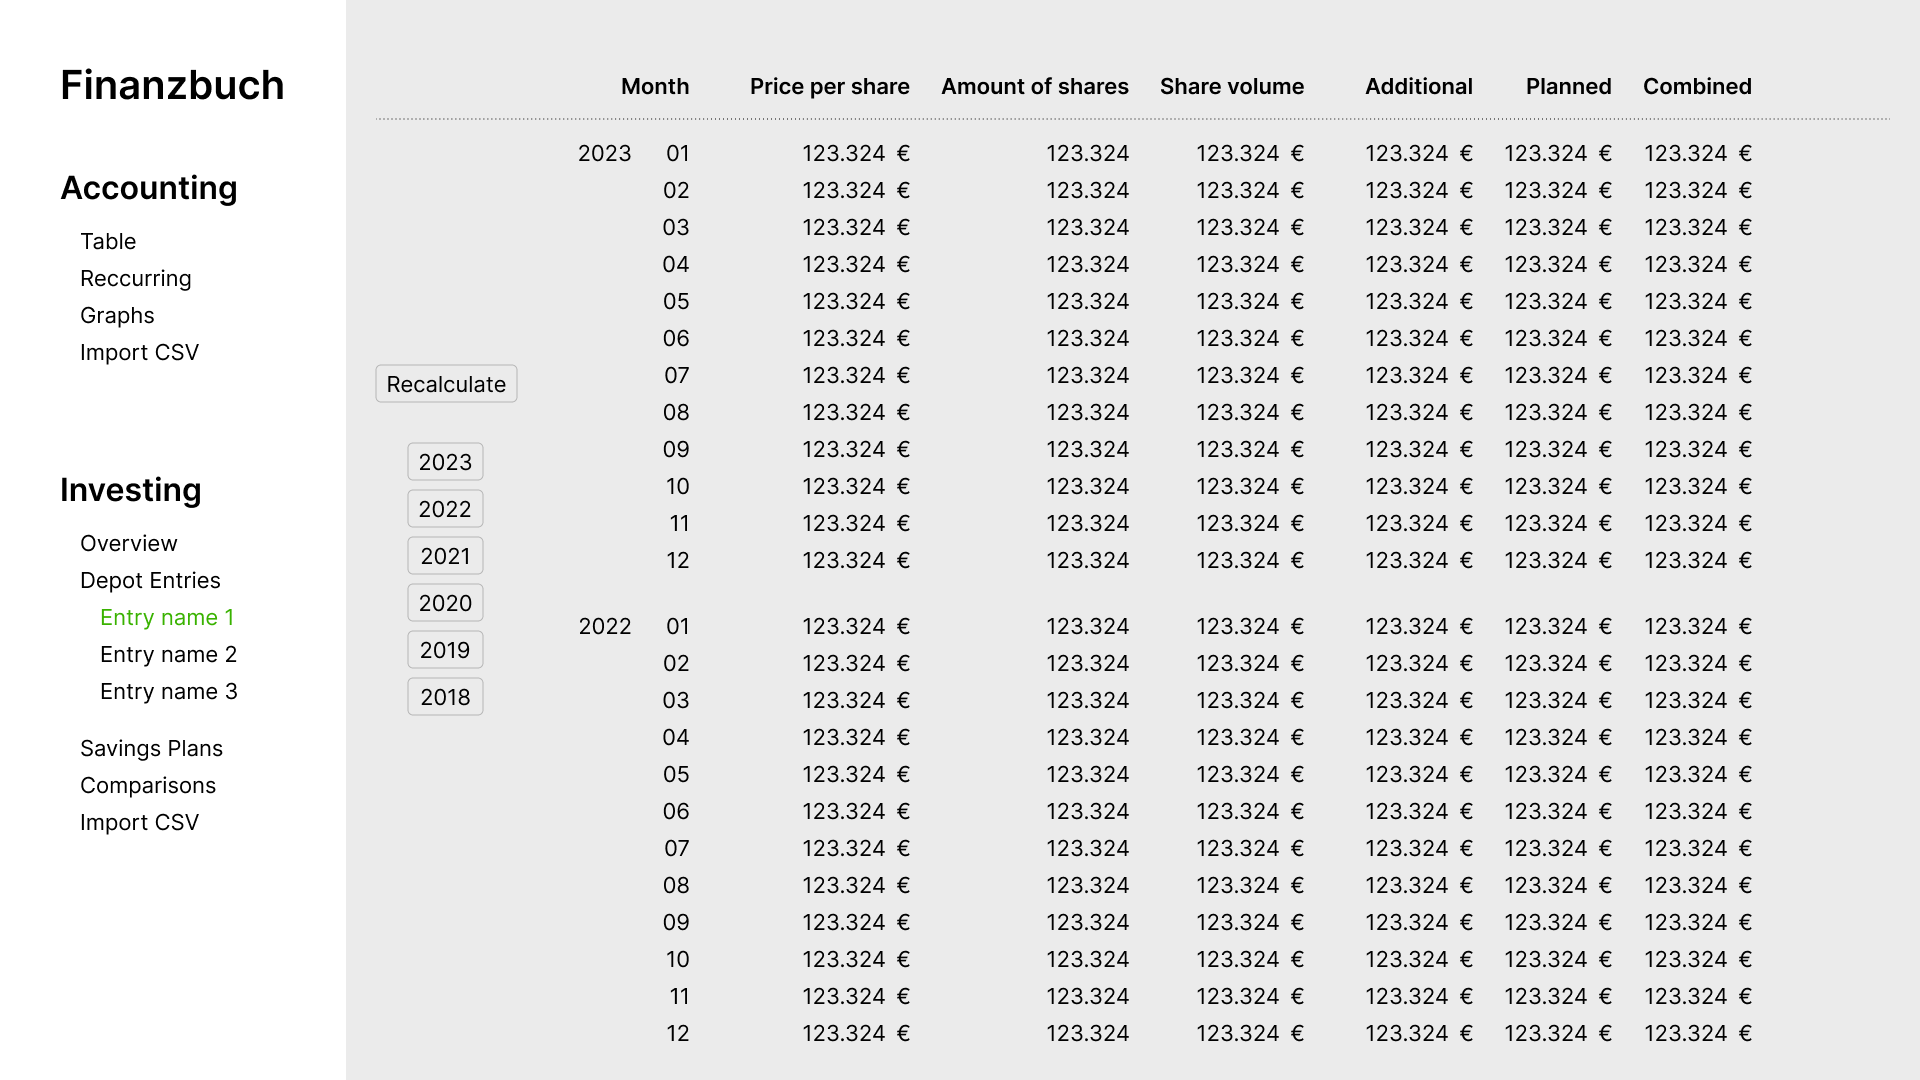 Finanzbuch
Accounting
Table
Reccurring
Graphs
Import CSV
Investing
Overview
Depot Entries
Entry name 1
Entry name 2
Entry name 3
Savings Plans
Comparisons
Import CSV
Recalculate
2023
2022
2021
2020
2019
2018
Month Price per share Amount of shares Share volume Additional Planned Combined
2023 01 123.324 € 123.324 123.324 € 123.324 € 123.324 € 123.324 €
02 123.324 € 123.324 123.324 € 123.324 € 123.324 € 123.324 €
03 123.324 € 123.324 123.324 € 123.324 € 123.324 € 123.324 €
04 123.324 € 123.324 123.324 € 123.324 € 123.324 € 123.324 €
05 123.324 € 123.324 123.324 € 123.324 € 123.324 € 123.324 €
06 123.324 € 123.324 123.324 € 123.324 € 123.324 € 123.324 €
07 123.324 € 123.324 123.324 € 123.324 € 123.324 € 123.324 €
08 123.324 € 123.324 123.324 € 123.324 € 123.324 € 123.324 €
09 123.324 € 123.324 123.324 € 123.324 € 123.324 € 123.324 €
10 123.324 € 123.324 123.324 € 123.324 € 123.324 € 123.324 €
11 123.324 € 123.324 123.324 € 123.324 € 123.324 € 123.324 €
12 123.324 € 123.324 123.324 € 123.324 € 123.324 € 123.324 €
2022 01 123.324 € 123.324 123.324 € 123.324 € 123.324 € 123.324 €
02 123.324 € 123.324 123.324 € 123.324 € 123.324 € 123.324 €
03 123.324 € 123.324 123.324 € 123.324 € 123.324 € 123.324 €
04 123.324 € 123.324 123.324 € 123.324 € 123.324 € 123.324 €
05 123.324 € 123.324 123.324 € 123.324 € 123.324 € 123.324 €
06 123.324 € 123.324 123.324 € 123.324 € 123.324 € 123.324 €
07 123.324 € 123.324 123.324 € 123.324 € 123.324 € 123.324 €
08 123.324 € 123.324 123.324 € 123.324 € 123.324 € 123.324 €
09 123.324 € 123.324 123.324 € 123.324 € 123.324 € 123.324 €
10 123.324 € 123.324 123.324 € 123.324 € 123.324 € 123.324 €
11 123.324 € 123.324 123.324 € 123.324 € 123.324 € 123.324 €
12 123.324 € 123.324 123.324 € 123.324 € 123.324 € 123.324 €